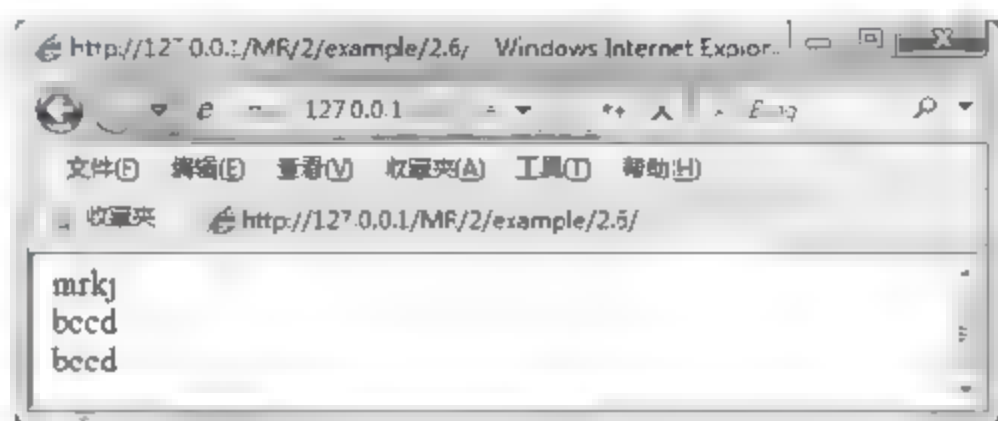 http://127.0.0.1/MR/2/example/2.6/ Windows Internet Explor...
127.0.0.1
文件(F) 编辑(E) 查看(V) 收藏夹(A) 工具(T) 帮助(H)
收藏夹 http://127.0.0.1/MR/2/example/2.6/
mrkj
bccd
bccd